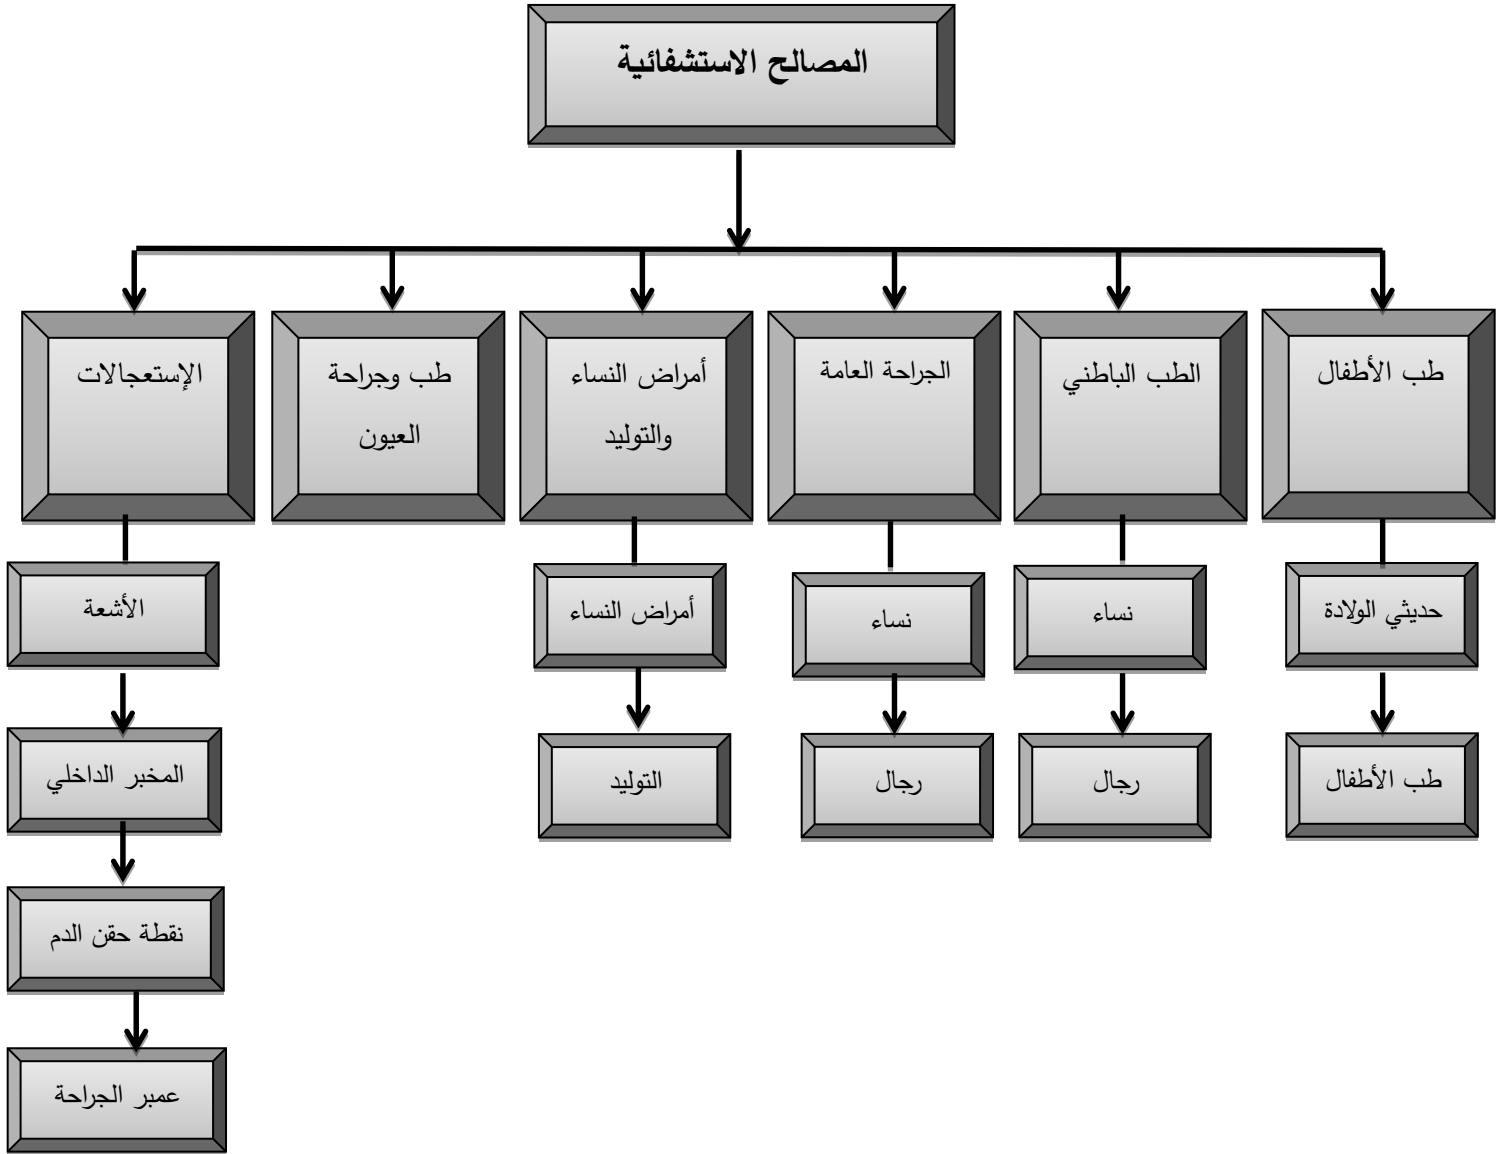 المصالح الاستشفائية
طب الأطفال
الطب الباطني
الجراحة العامة
أمراض النساء
والتوليد
طب وجراحة
العيون
الإستعجالات
حديثي الولادة
نساء
نساء
أمراض النساء
الأشعة
طب الأطفال
رجال
رجال
التوليد
المخبر الداخلي
نقطة حقن الدم
عمبر الجراحة